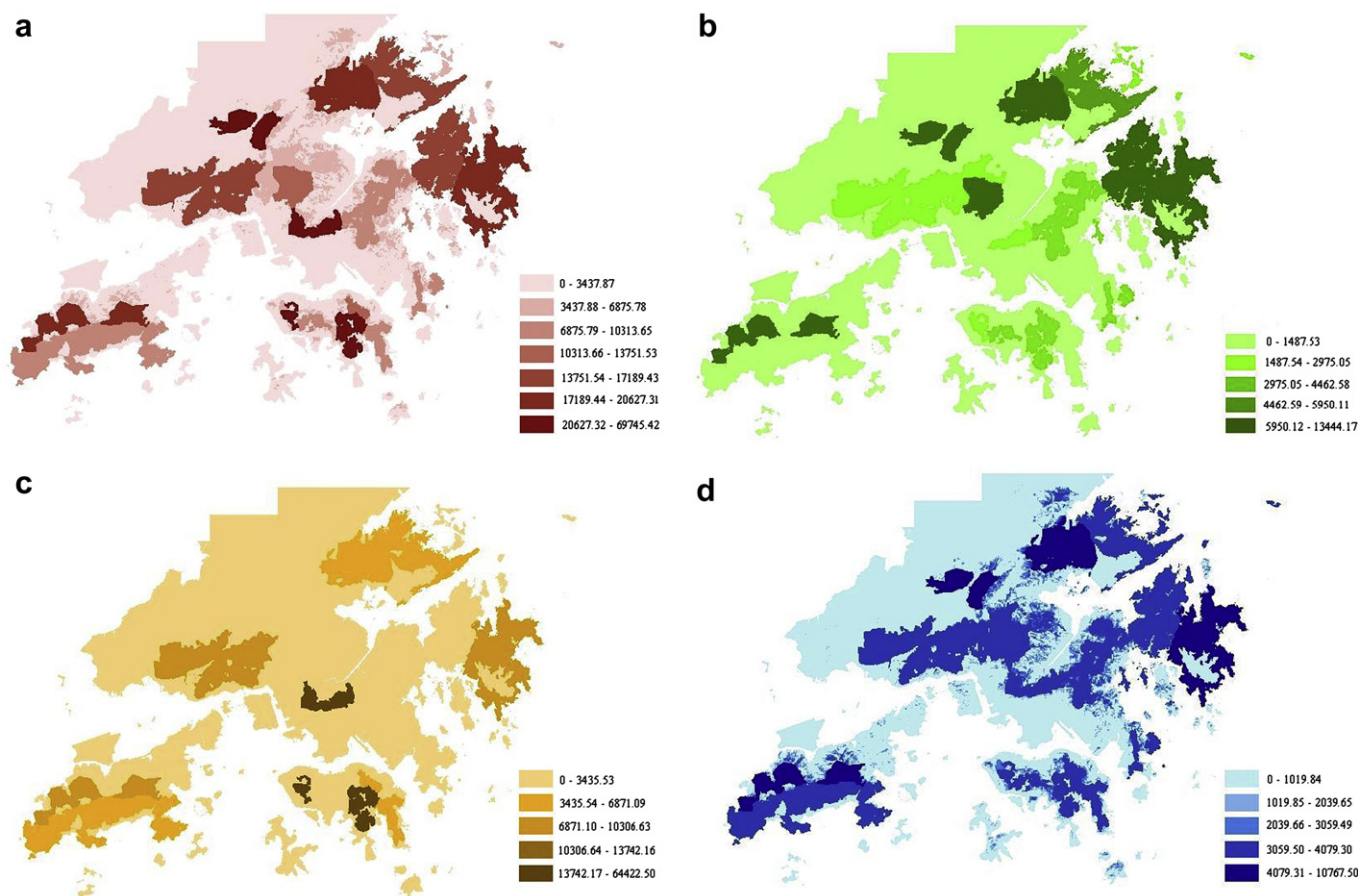 a
0 - 3437.87
3437.88 - 6875.78
6875.79 - 10313.65
10313.66 - 13751.53
13751.54 - 17189.43
17189.44 - 20627.31
20627.32 - 69745.42
b
0 - 1487.53
1487.54 - 2975.05
2975.05 - 4462.58
4462.59 - 5950.11
5950.12 - 13444.17
c
0 - 3435.53
3435.54 - 6871.09
6871.10 - 10306.63
10306.64 - 13742.16
13742.17 - 64422.50
d
0 - 1019.84
1019.85 - 2039.65
2039.66 - 3059.49
3059.50 - 4079.30
4079.31 - 10767.50